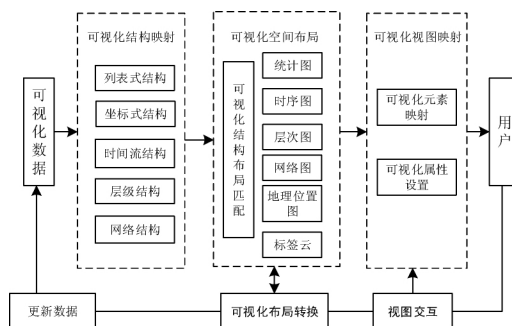 可视化结构映射
可视化空间布局
可视化视图映射
可视化数据
列表式结构
坐标式结构
时间流结构
层级结构
网络结构
可视化结构布局匹配
统计图
时序图
层次图
网络图
地理位置
图
标签云
可视化元素
映射
可视化属性
设置
用户
更新数据
可视化布局转换
视图交互